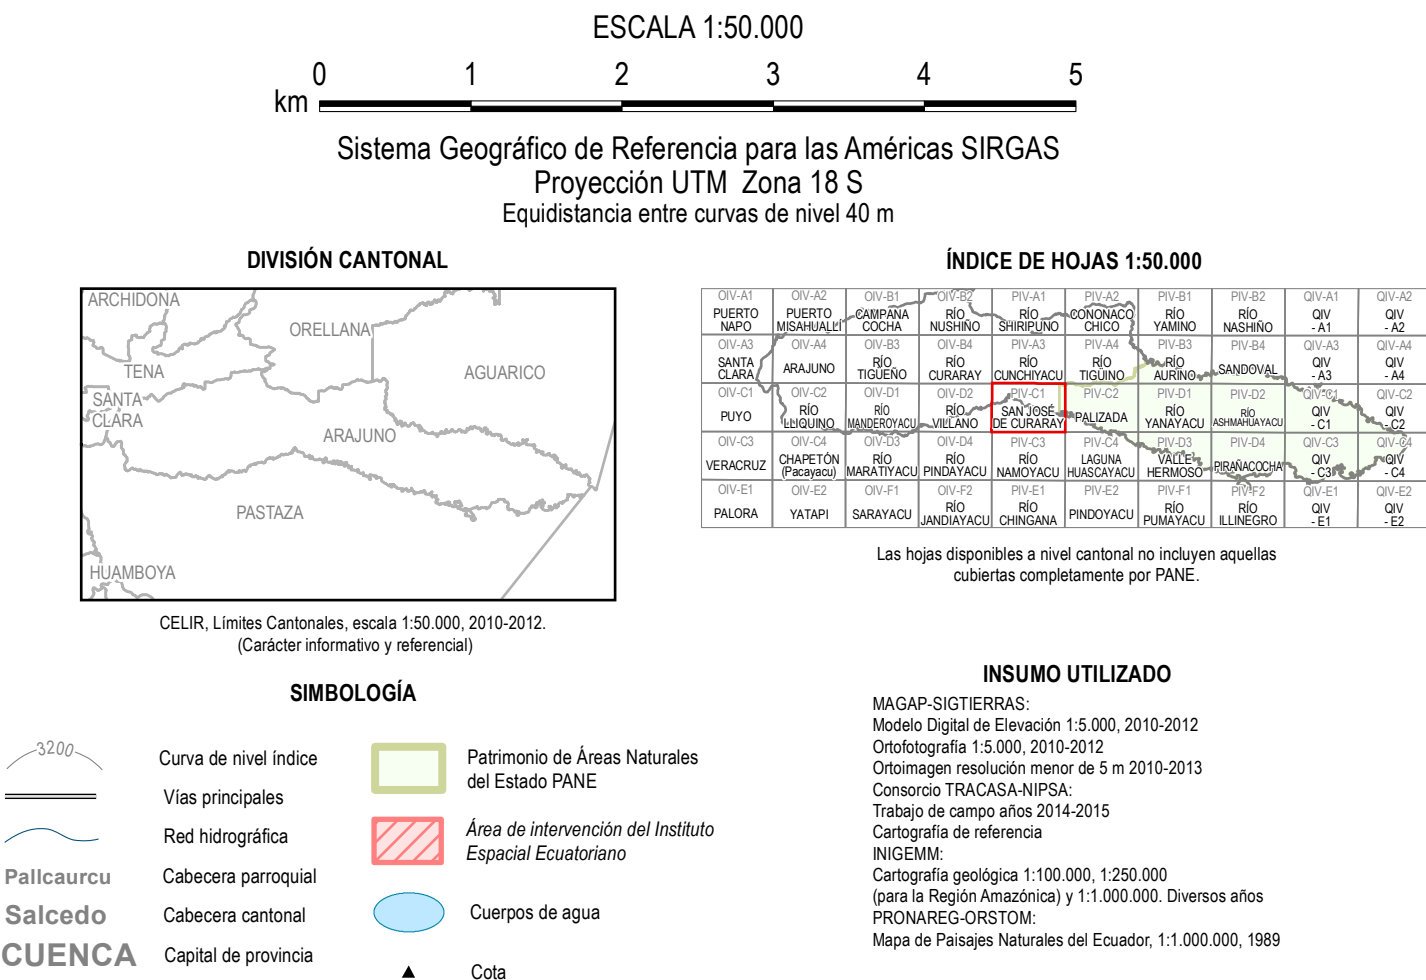 ESCALA 1:50.000
0 1 2 3 4 5
km
Sistema Geográfico de Referencia para las Américas SIRGAS
Proyección UTM Zona 18 S
Equidistancia entre curvas de nivel 40 m
DIVISIÓN CANTONAL
ARCHIDONA
ORELLANA
TENA
AGUARICO
SANTA
CLARA
ARAJUNO
PASTAZA
HUAMBOYA
CELIR, Límites Cantonales, escala 1:50.000, 2010-2012.
(Carácter informativo y referencial)
ÍNDICE DE HOJAS 1:50.000
OIV-A1 OIV-A2 OIV-B1 OIV-B2 PIV-A1 PIV-A2 PIV-B1 PIV-B2 QIV-A1 QIV-A2
PUERTO PUERTO CAMPANA RÍO RÍO CONONACO RÍO RÍO QIV QIV
NAPO MISAHUALLÍ COCHA NUSHIÑO SHIRIPUNO CHICO YAMINO NASHIÑO - A1 - A2
OIV-A3 OIV-A4 OIV-B3 OIV-B4 PIV-A3 PIV-A4 PIV-B3 PIV-B4 QIV-A3 QIV-A4
SANTA ARAJUNO RÍO RÍO RÍO RÍO RÍO SANDOVAL QIV QIV
CLARA TIGÜEÑO CURARAY CUNCHIYACU TIGÜINO AURINO - A3 - A4
OIV-C1 OIV-C2 OIV-D1 OIV-D2 PIV-C1 PIV-C2 PIV-D1 PIV-D2 QIV-C1 QIV-C2
PUYO RÍO RÍO RÍO SAN JOSÉ PALIZADA RÍO RÍO QIV QIV
LLIQUINO MANDEROYACU VILLANO DE CURARAY YANAYACU ASHMAHUAYACU - C1 - C2
OIV-C3 OIV-C4 OIV-D3 OIV-D4 PIV-C3 PIV-C4 PIV-D3 PIV-D4 QIV-C3 QIV-C4
VERACRUZ CHAPETÓN RÍO RÍO RÍO LAGUNA VALLE PIRAÑACOCHA QIV QIV
(Pacayacu) MARATIYACU PINDAYACU NAMOYACU HUASCAYACU HERMOSO - C3 - C4
OIV-E1 OIV-E2 OIV-F1 OIV-F2 PIV-E1 PIV-E2 PIV-F1 PIV-F2 QIV-E1 QIV-E2
PALORA YATAPI SARAYACU RÍO RÍO PINDOYACU RÍO RÍO QIV QIV
JANDIAYACU CHINGANA PUMAYACU ILLINEGRO - E1 - E2
Las hojas disponibles a nivel cantonal no incluyen aquellas
cubiertas completamente por PANE.
SIMBOLOGÍA
3200 Curva de nivel índice
Vías principales
Red hidrográfica
Pallcaurcu Cabecera parroquial
Salcedo Cabecera cantonal
CUENCA Capital de provincia
Patrimonio de Áreas Naturales
del Estado PANE
Área de intervención del Instituto
Espacial Ecuatoriano
Cuerpos de agua
Cota
INSUMO UTILIZADO
MAGAP-SIGTIERRAS:
Modelo Digital de Elevación 1:5.000, 2010-2012
Ortofotografía 1:5.000, 2010-2012
Ortoimagen resolución menor de 5 m 2010-2013
Consorcio TRACASA-NIPSA:
Trabajo de campo años 2014-2015
Cartografía de referencia
INIGEMM:
Cartografía geológica 1:100.000, 1:250.000
(para la Región Amazónica) y 1:1.000.000. Diversos años
PRONAREG-ORSTOM:
Mapa de Paisajes Naturales del Ecuador, 1:1.000.000, 1989